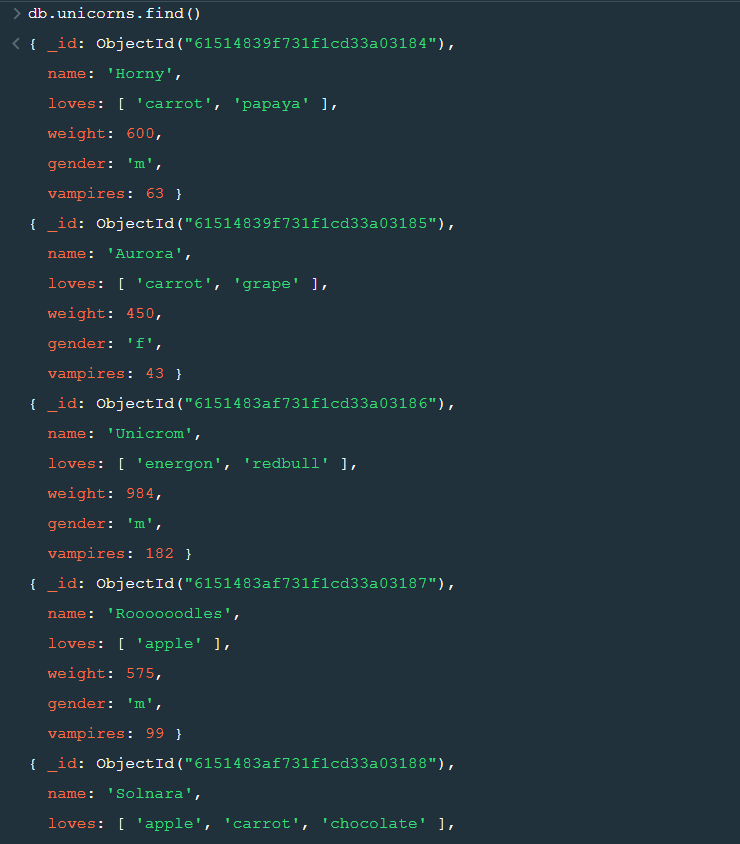 > db.unicorns.find()
< { _id: ObjectId("61514839f731f1cd33a03184"),
name: 'Horny',
loves: [ 'carrot', 'papaya' ],
weight: 600,
gender: 'm',
vampires: 63 }
{ _id: ObjectId("61514839f731f1cd33a03185"),
name: 'Aurora',
loves: [ 'carrot', 'grape' ],
weight: 450,
gender: 'f',
vampires: 43 }
{ _id: ObjectId("6151483af731f1cd33a03186"),
name: 'Unicrom',
loves: [ 'energon', 'redbull' ],
weight: 984,
gender: 'm',
vampires: 182 }
{ _id: ObjectId("6151483af731f1cd33a03187"),
name: 'Roooooodles',
loves: [ 'apple' ],
weight: 575,
gender: 'm',
vampires: 99 }
{ _id: ObjectId("6151483af731f1cd33a03188"),
name: 'Solnara',
loves: [ 'apple', 'carrot', 'chocolate' ],